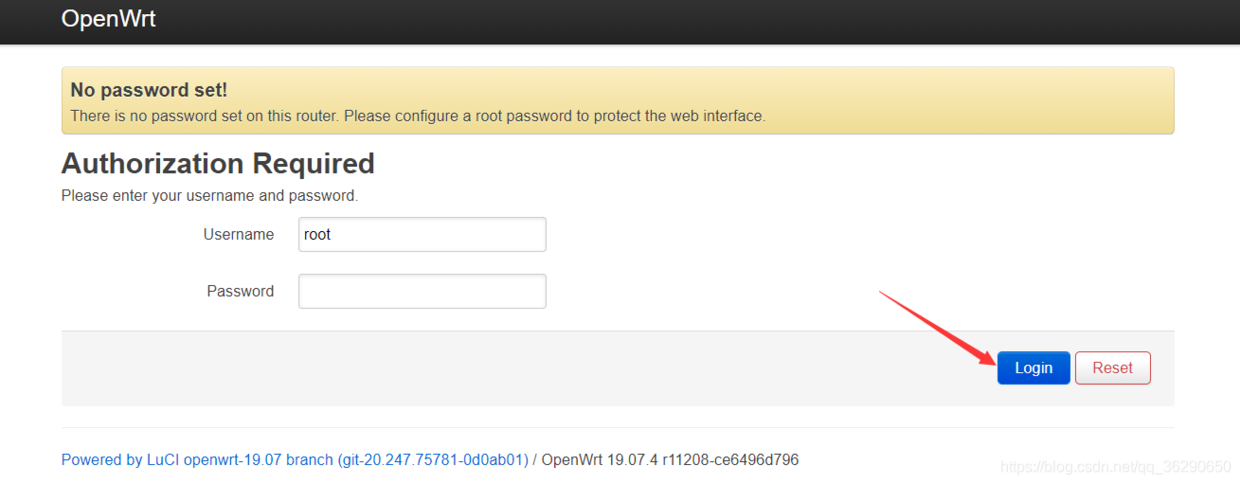 OpenWrt
No password set!
There is no password set on this router. Please configure a root password to protect the web interface.
Authorization Required
Please enter your username and password.
Username root
Password
Login Reset
Powered by LuCI openwrt-19.07 branch (git-20.247.75781-0d0ab01) / OpenWrt 19.07.4 r11208-ce6496d796
https://blog.csdn.net/qq_36290650